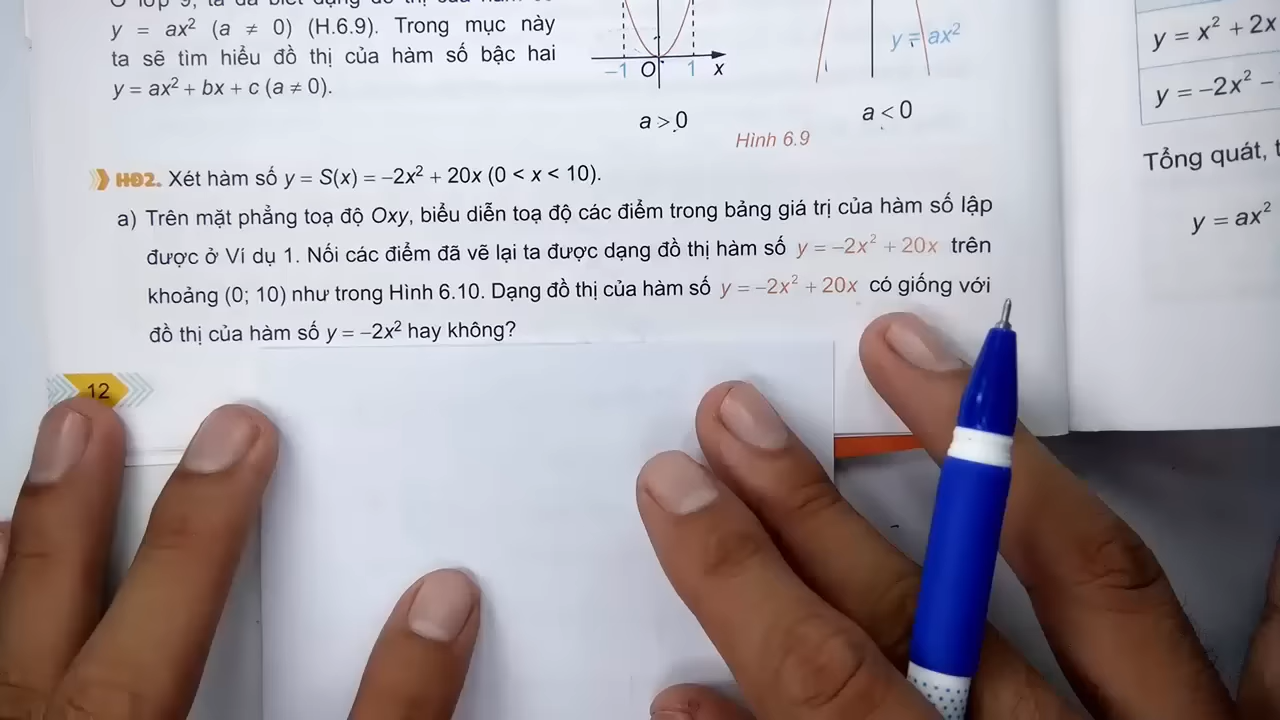 y = ax² (a ≠ 0) (H.6.9). Trong mục này
ta sẽ tìm hiểu đồ thị của hàm số bậc hai
y = ax² + bx + c (a ≠ 0).
–1 O 1 x
a > 0
y = ax²
a < 0
Hình 6.9
HĐ2. Xét hàm số y = S(x) = –2x² + 20x (0 < x < 10).
a) Trên mặt phẳng toạ độ Oxy, biểu diễn toạ độ các điểm trong bảng giá trị của hàm số lập
được ở Ví dụ 1. Nối các điểm đã vẽ lại ta được dạng đồ thị hàm số y = –2x² + 20x trên
khoảng (0; 10) như trong Hình 6.10. Dạng đồ thị của hàm số y = –2x² + 20x có giống với
đồ thị của hàm số y = –2x² hay không?
12
y = x² + 2x
y = –2x² –
Tổng quát,
y = ax²